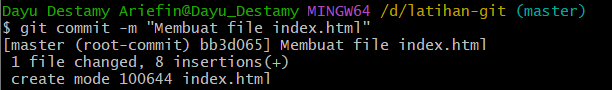 Dayu Destamy Ariefin@Dayu_Destamy MINGW64 /d/latihan-git (master)
$ git commit -m "Membuat file index.html"
[master (root-commit) bb3d065] Membuat file index.html
 1 file changed, 8 insertions(+)
 create mode 100644 index.html